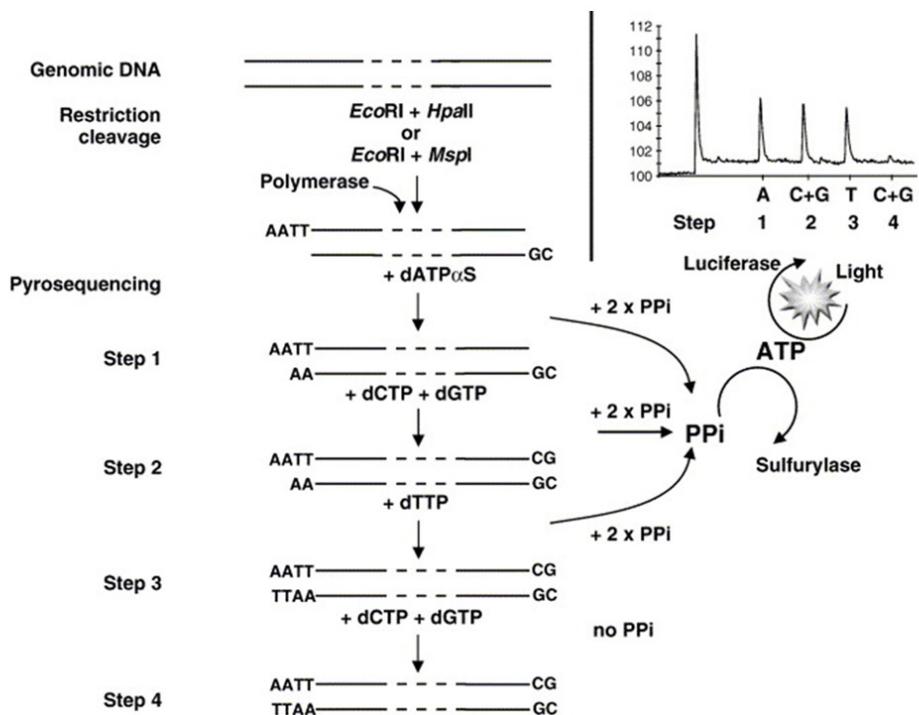 Genomic DNA
Restriction
cleavage
EcoRI + HpaII
or
EcoRI + MspI
Polymerase
AATT
GC
+ dATPαS
Pyrosequencing
Step 1
AATT
AA
GC
+ dCTP + dGTP
Step 2
AATT
CG
AA
GC
+ dTTP
Step 3
AATT
CG
TTAA
GC
+ dCTP + dGTP
Step 4
AATT
CG
TTAA
GC
112
110
108
106
104
102
100
A C+G T C+G
Step 1 2 3 4
Luciferase
Light
ATP
+ 2 x PPi
+ 2 x PPi
PPi
Sulfurylase
+ 2 x PPi
no PPi